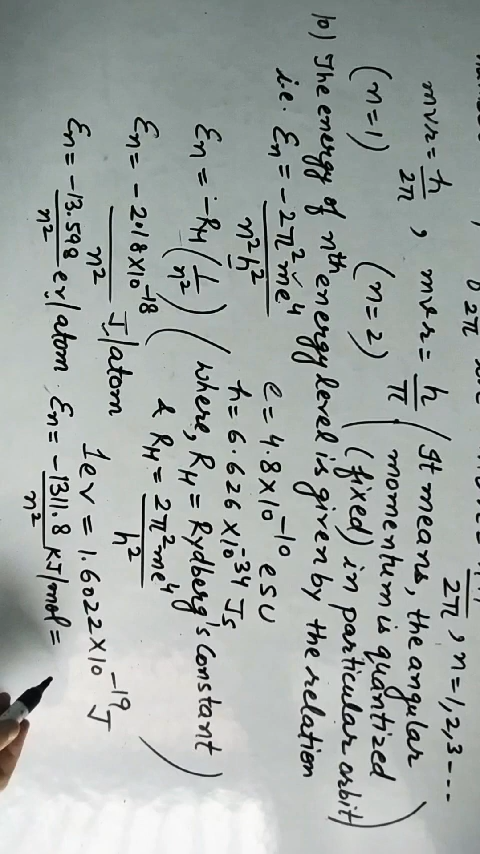 2π
2π , n=1,2,3----
mvr = h/2π , mvr = h/π (It means, the angular
(n=1) (n=2) momentum is quantized
(fixed) in particular orbit)
10) The energy of nth energy level is given by the relation
i.e. En = -2π²me⁴/n²h² e = 4.8×10⁻¹⁰ esu
h = 6.626×10⁻³⁴ Js
En = -RH (1/n²) (where, RH = Rydberg's constant
& RH = 2π²me⁴/h²)
En = -2.18×10⁻¹⁸/n² J/atom 1ev = 1.6022×10⁻¹⁹ J
En = -13.598/n² ev/atom. En = -1311.8/n² KJ/mol =